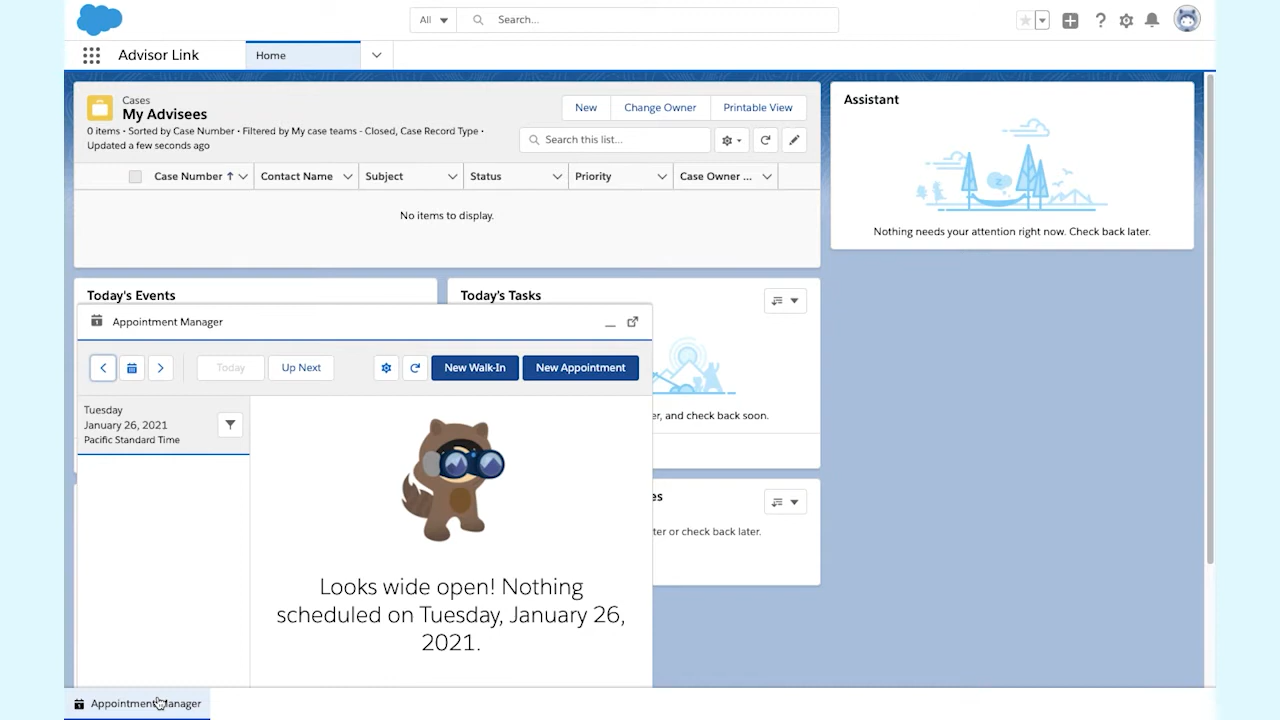 All
Search...
Advisor Link
Home
Cases
My Advisees
0 items • Sorted by Case Number • Filtered by My case teams - Closed, Case Record Type •
Updated a few seconds ago
New
Change Owner
Printable View
Search this list...
Case Number
Contact Name
Subject
Status
Priority
Case Owner ...
No items to display.
Assistant
Nothing needs your attention right now. Check back later.
Today's Events
Today's Tasks
Appointment Manager
Today
Up Next
New Walk-In
New Appointment
Tuesday
January 26, 2021
Pacific Standard Time
Looks wide open! Nothing
scheduled on Tuesday, January 26,
2021.
and check back soon.
ter or check back later.
Appointment Manager